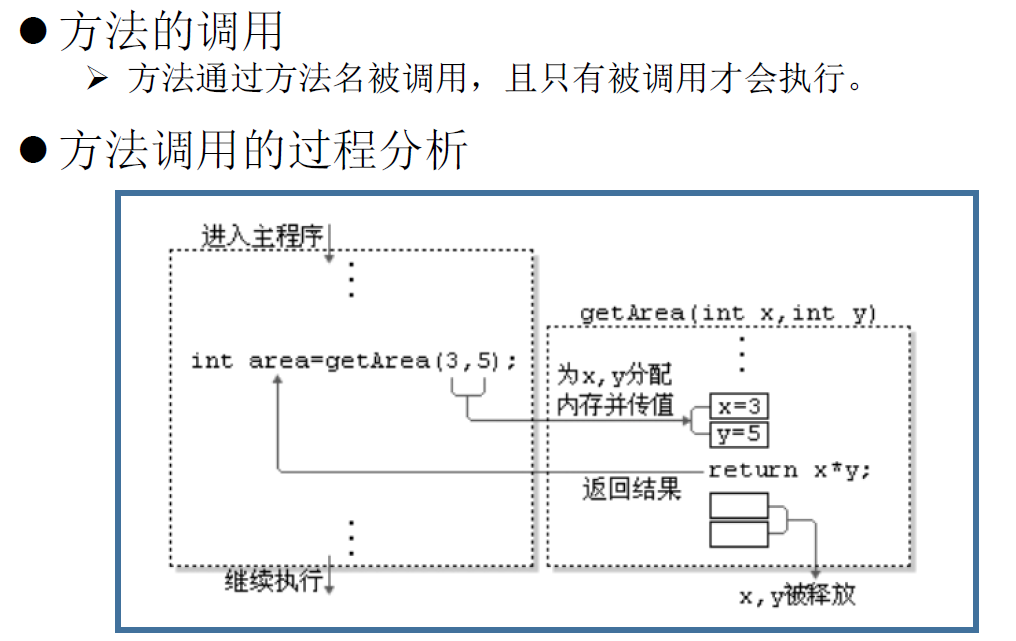 ● 方法的调用
➢ 方法通过方法名被调用，且只有被调用才会执行。
● 方法调用的过程分析
进入主程序
getArea(int x,int y)
int area=getArea(3,5);
为x,y分配
内存并传值
x=3
y=5
return x*y;
返回结果
继续执行
x,y被释放